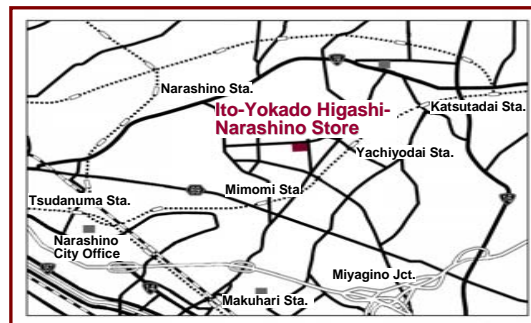 Narashino Sta.
Katsutadai Sta.
Ito-Yokado Higashi-
Narashino Store
Yachiyodai Sta.
Mimomi Sta.
Tsudanuma Sta.
Narashino
City Office
Miyagino Jct.
Makuhari Sta.